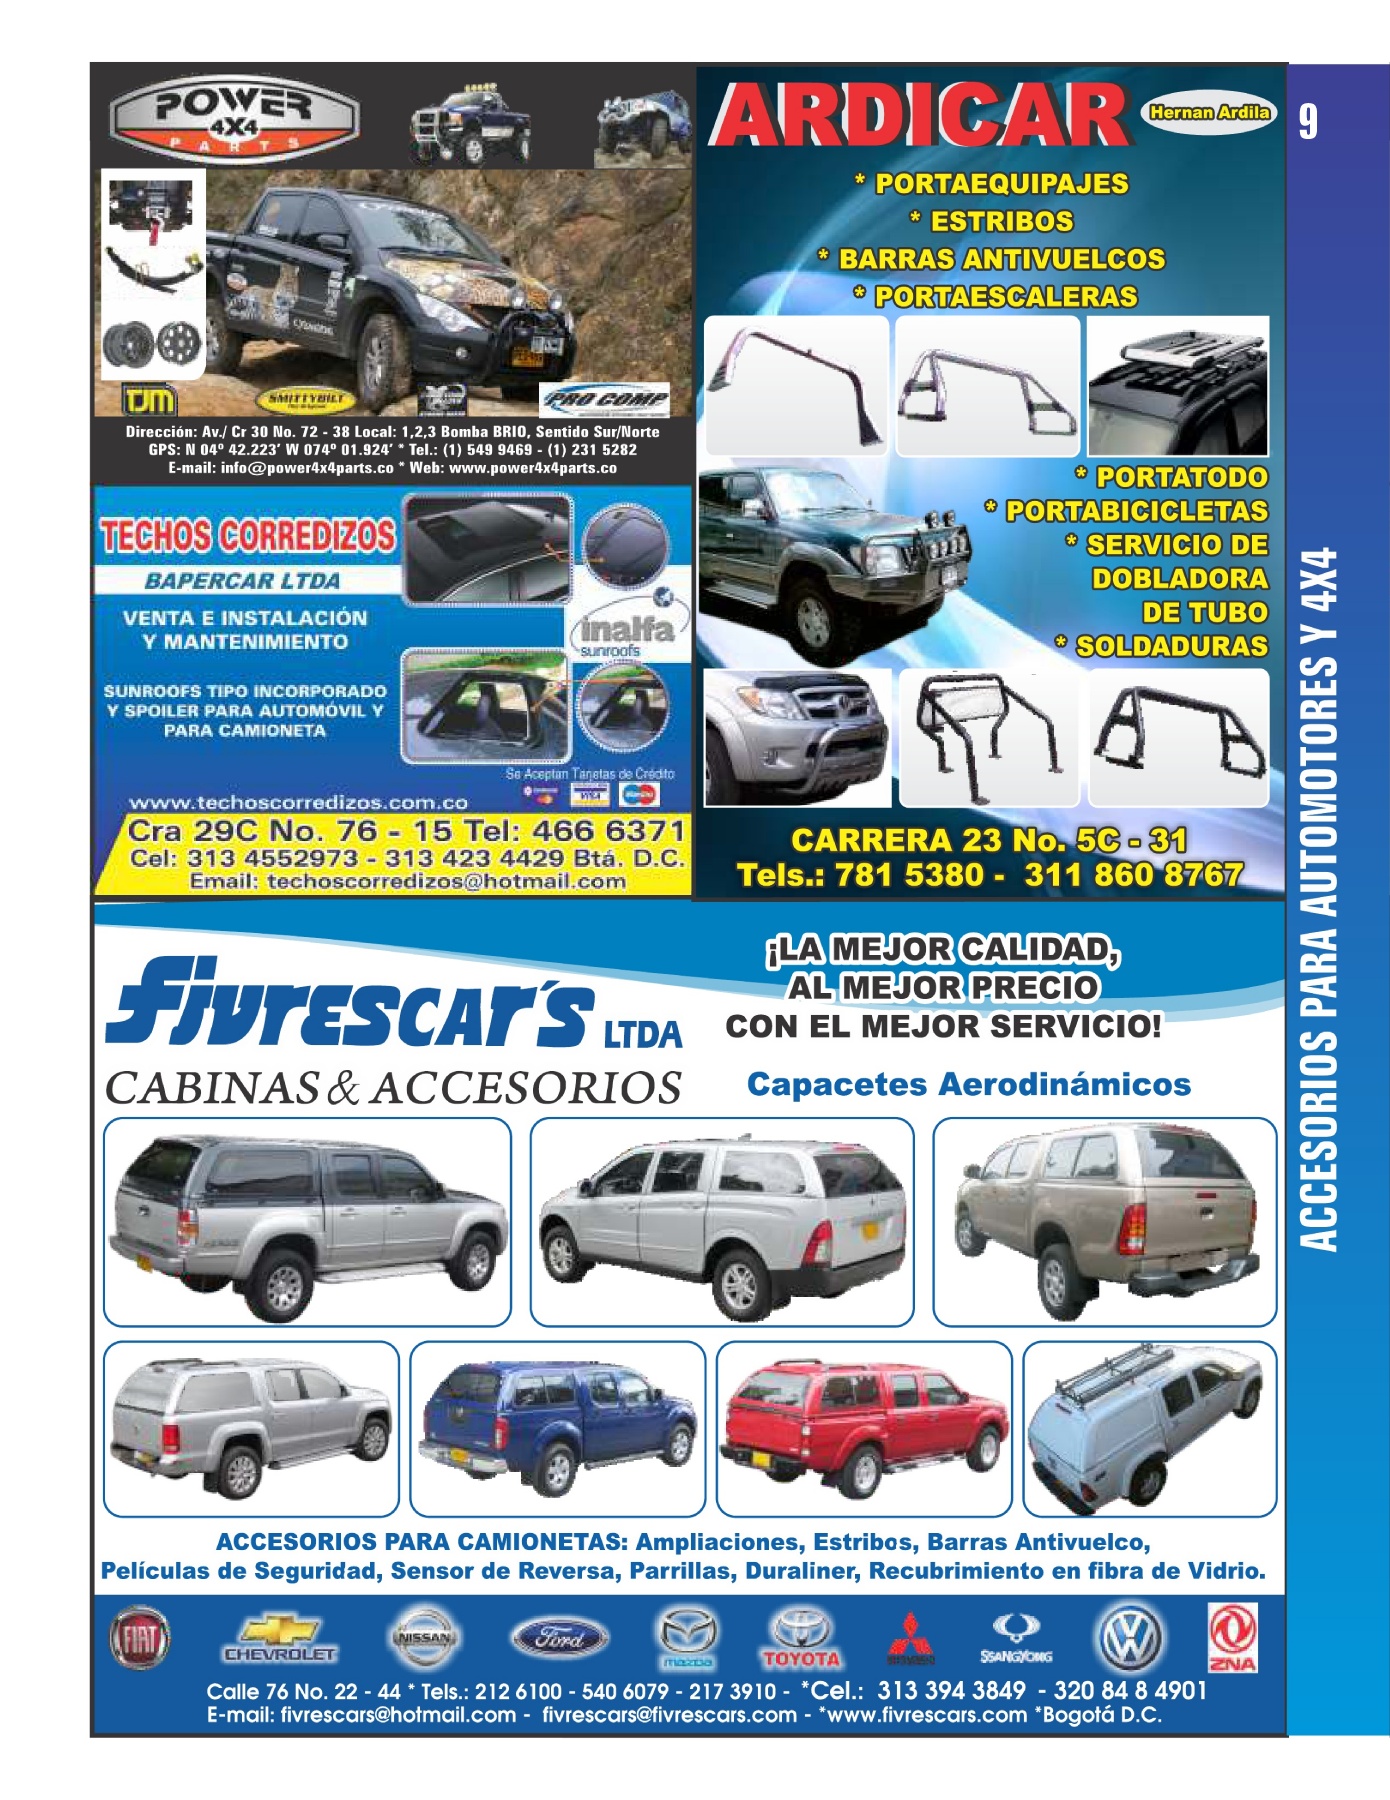 POWER
4X4
PARTS
TJM
SMITTYBILT
PRO COMP
Dirección: Av./ Cr 30 No. 72 - 38 Local: 1,2,3 Bomba BRIO, Sentido Sur/Norte
GPS: N 04º 42.223’ W 074º 01.924’ * Tel.: (1) 549 9469 - (1) 231 5282
E-mail: info@power4x4parts.co * Web: www.power4x4parts.co
TECHOS CORREDIZOS
BAPERCAR LTDA
VENTA E INSTALACIÓN
Y MANTENIMIENTO
inalfa
sunroofs
SUNROOFS TIPO INCORPORADO
Y SPOILER PARA AUTOMÓVIL Y
PARA CAMIONETA
Se Aceptan Tarjetas de Crédito
VISA
www.techoscorredizos.com.co
Cra 29C No. 76 - 15 Tel: 466 6371
Cel: 313 4552973 - 313 423 4429 Btá. D.C.
Email: techoscorredizos@hotmail.com
ARDICAR
Hernan Ardila
* PORTAEQUIPAJES
* ESTRIBOS
* BARRAS ANTIVUELCOS
* PORTAESCALERAS
* PORTATODO
* PORTABICICLETAS
* SERVICIO DE
DOBLADORA
DE TUBO
* SOLDADURAS
CARRERA 23 No. 5C - 31
Tels.: 781 5380 - 311 860 8767
9
ACCESORIOS PARA AUTOMOTORES Y 4X4
fivrescar´s LTDA
CABINAS & ACCESORIOS
¡LA MEJOR CALIDAD,
AL MEJOR PRECIO
CON EL MEJOR SERVICIO!
Capacetes Aerodinámicos
ACCESORIOS PARA CAMIONETAS: Ampliaciones, Estribos, Barras Antivuelco,
Películas de Seguridad, Sensor de Reversa, Parrillas, Duraliner, Recubrimiento en fibra de Vidrio.
FIAT
CHEVROLET
NISSAN
Ford
mazda
TOYOTA
SSANGYONG
ZNA
Calle 76 No. 22 - 44 * Tels.: 212 6100 - 540 6079 - 217 3910 - *Cel.: 313 394 3849 - 320 84 8 4901
E-mail: fivrescars@hotmail.com - fivrescars@fivrescars.com - *www.fivrescars.com *Bogotá D.C.